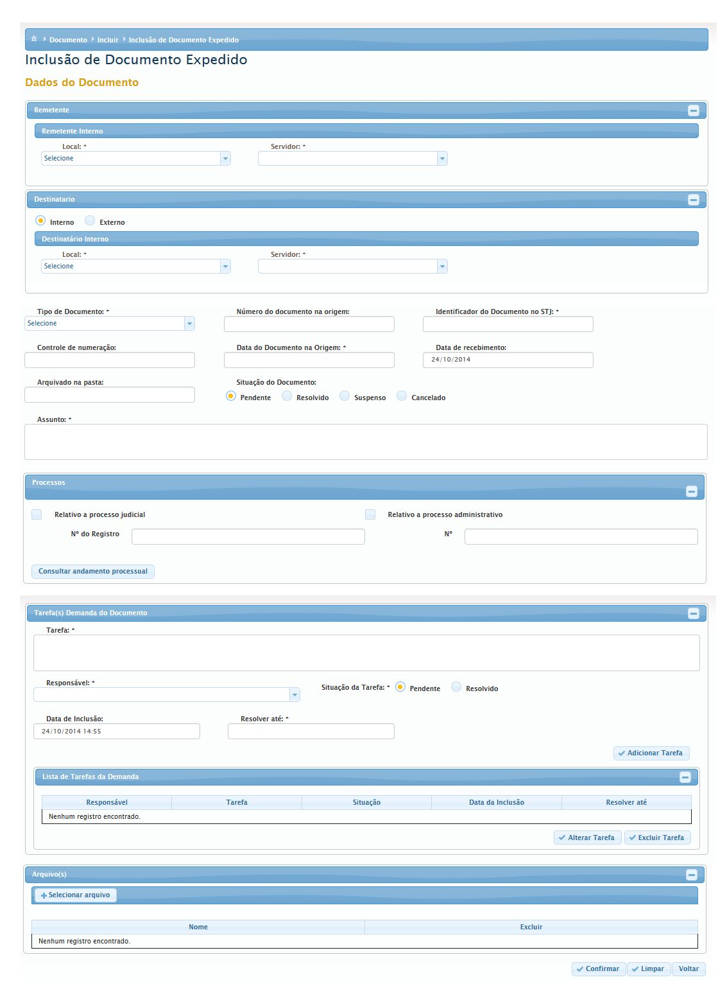 Documento Incluir Inclusão de Documento Expedido
Inclusão de Documento Expedido
Dados do Documento
Remetente
Remetente Interno
Local: * Servidor: *
Selecione
Destinatario
Interno Externo
Destinatário Interno
Local: * Servidor: *
Selecione
Tipo de Documento: * Número do documento na origem: Identificador do Documento no STJ: *
Selecione
Controle de numeração: Data do Documento na Origem: * Data de recebimento:
24/10/2014
Arquivado na pasta: Situação do Documento:
Pendente Resolvido Suspenso Cancelado
Assunto: *
Processos
Relativo a processo judicial Relativo a processo administrativo
Nº do Registro Nº
Consultar andamento processual
Tarefa(s) Demanda do Documento
Tarefa: *
Responsável: * Situação da Tarefa: * Pendente Resolvido
Data de Inclusão: Resolver até: *
24/10/2014 14:55
Adicionar Tarefa
Lista de Tarefas da Demanda
Responsável Tarefa Situação Data da Inclusão Resolver até
Nenhum registro encontrado.
Alterar Tarefa Excluir Tarefa
Arquivo(s)
Selecionar arquivo
Nome Excluir
Nenhum registro encontrado.
Confirmar Limpar Voltar